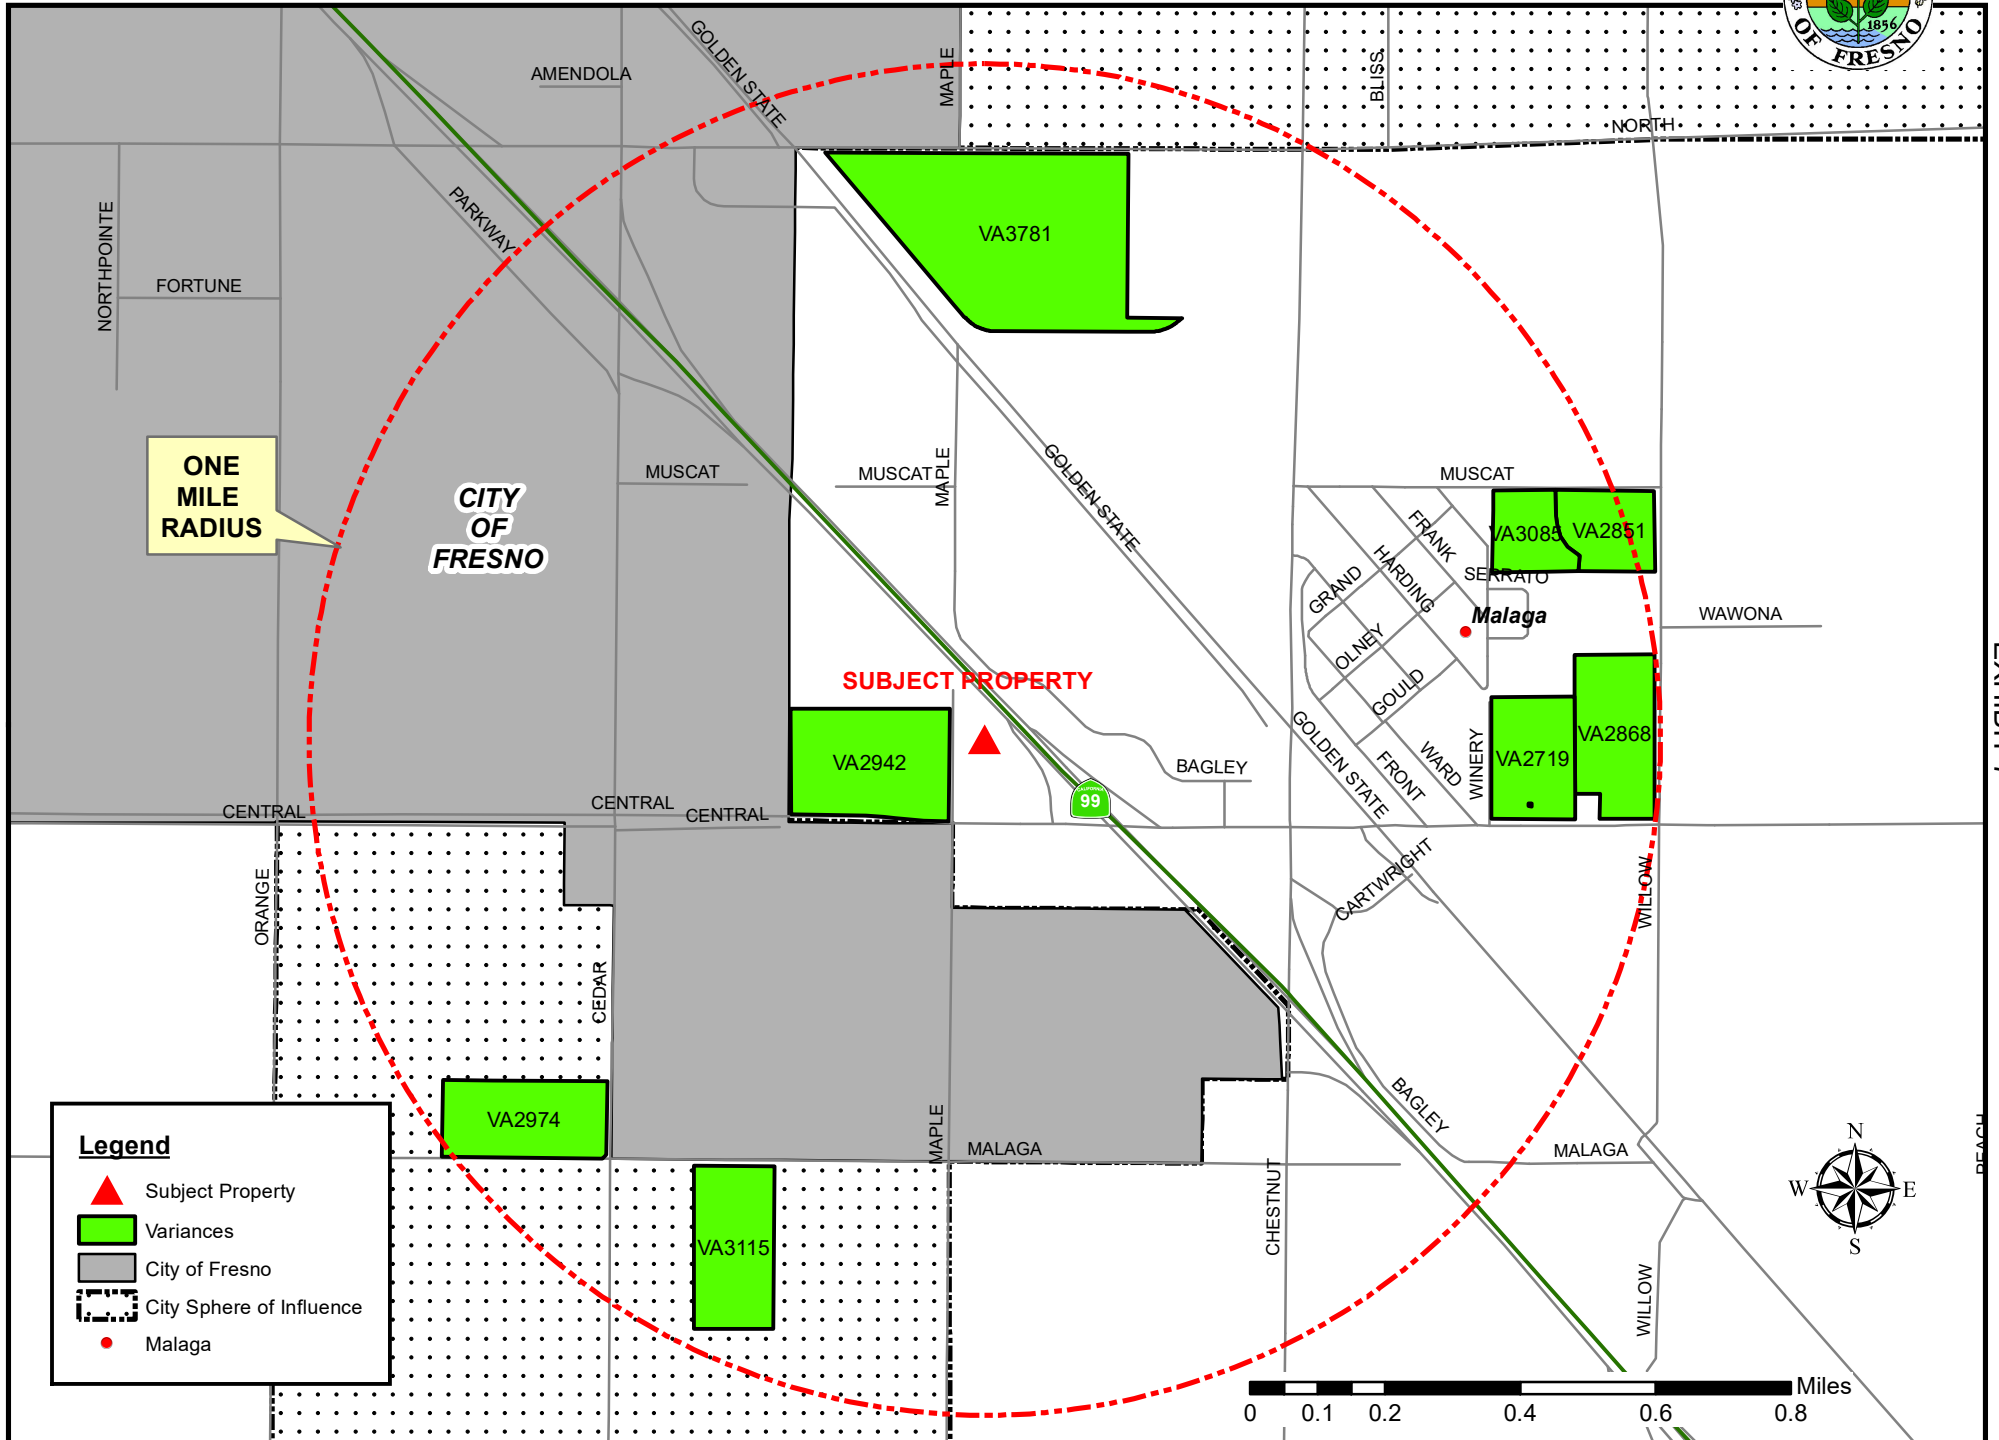 1856
OF FRESNO
GOLDEN STATE
AMENDOLA
MAPLE
BLISS
NORTH
NORTHPOINTE
PARKWAY
FORTUNE
VA3781
ONE
MILE
RADIUS
CITY
OF
FRESNO
MUSCAT
MUSCAT
MAPLE
GOLDEN STATE
MUSCAT
FRANK
HARDING
VA3085
VA2851
SERRATO
GRAND
Malaga
WAWONA
OLNEY
GOULD
SUBJECT PROPERTY
VA2942
CALIFORNIA
99
BAGLEY
GOLDEN STATE
FRONT
WARD
WINERY
VA2719
VA2868
CENTRAL
CENTRAL
CENTRAL
CARTWRIGHT
WILLOW
ORANGE
CEDAR
VA2974
MAPLE
MALAGA
BAGLEY
MALAGA
CHESTNUT
VA3115
WILLOW
N
W
E
S
Legend
Subject Property
Variances
City of Fresno
City Sphere of Influence
Malaga
Miles
0 0.1 0.2 0.4 0.6 0.8